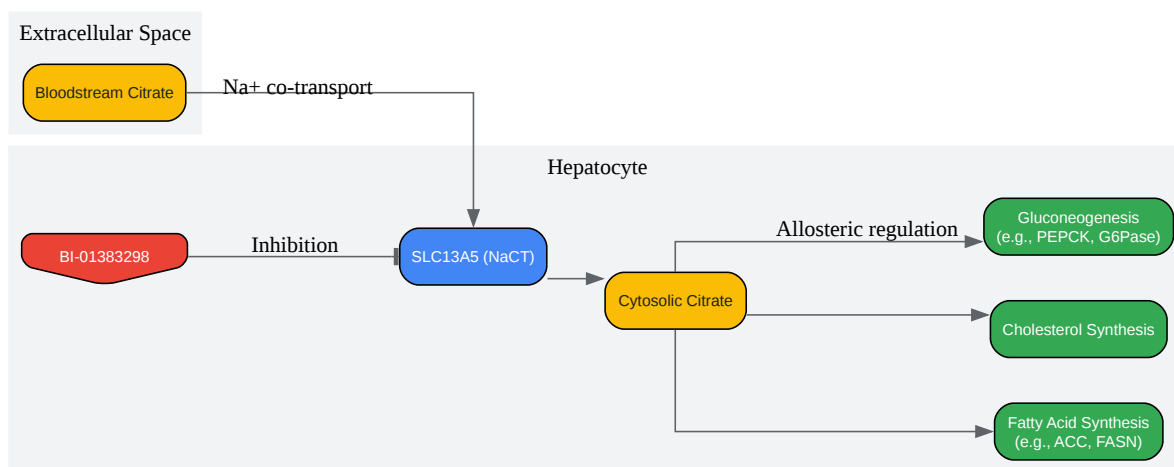 Extracellular Space
Bloodstream Citrate
Na+ co-transport
Hepatocyte
BI-01383298
Inhibition
SLC13A5 (NaCT)
Cytosolic Citrate
Allosteric regulation
Gluconeogenesis
(e.g., PEPCK, G6Pase)
Cholesterol Synthesis
Fatty Acid Synthesis
(e.g., ACC, FASN)